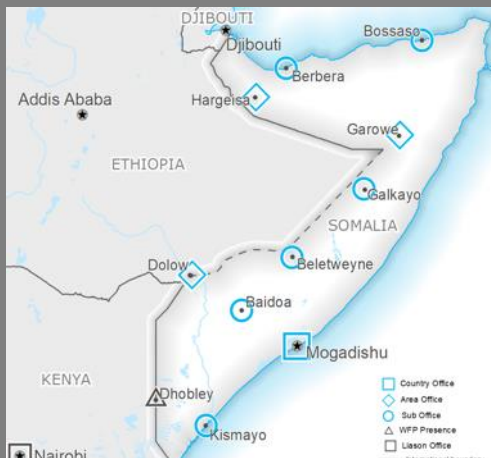 DJIBOUTI
Djibouti
Bossaso
Berbera
Addis Ababa
Hargeisa
Garowe
ETHIOPIA
Galkayo
SOMALIA
Dolow
Beletweyne
Baidoa
Mogadishu
KENYA
Dhobley
Kismayo
Nairobi
Country Office
Area Office
Sub Office
WFP Presence
Liason Office